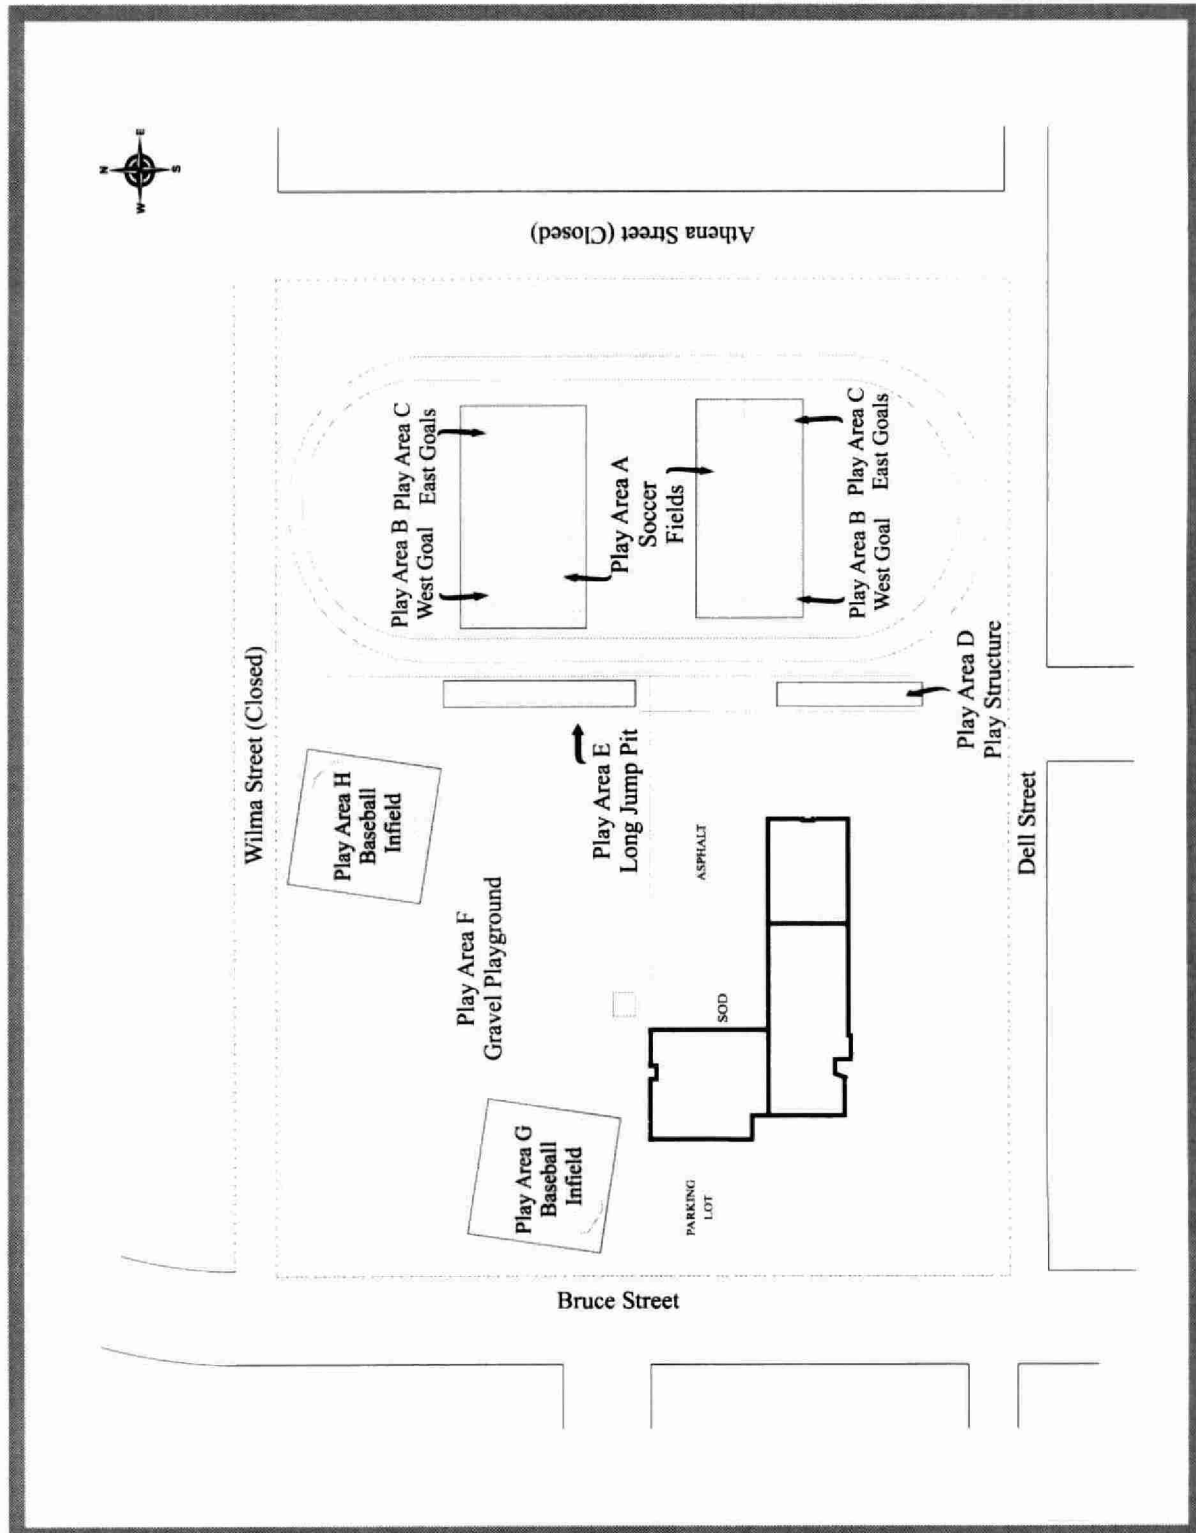 N
E
S
W
Athena Street (Closed)
Wilma Street (Closed)
Play Area B
West Goal
Play Area C
East Goals
Play Area A
Soccer
Fields
Play Area B
West Goal
Play Area C
East Goals
Play Area H
Baseball
Infield
Play Area E
Long Jump Pit
Play Area D
Play Structure
Play Area F
Gravel Playground
ASPHALT
SOD
Dell Street
Play Area G
Baseball
Infield
PARKING
LOT
Bruce Street